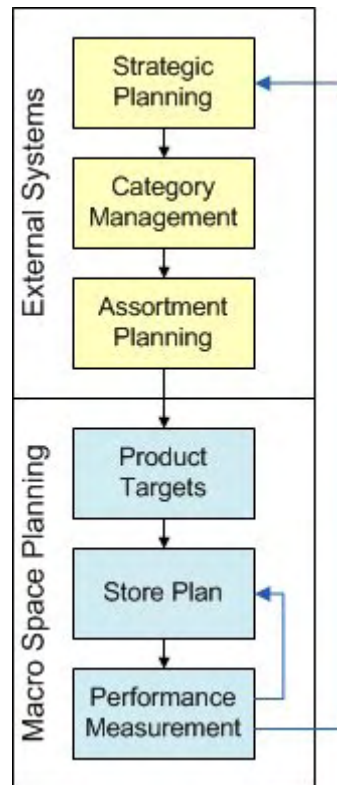 External Systems
Strategic
Planning
Category
Management
Assortment
Planning
Macro Space Planning
Product
Targets
Store Plan
Performance
Measurement